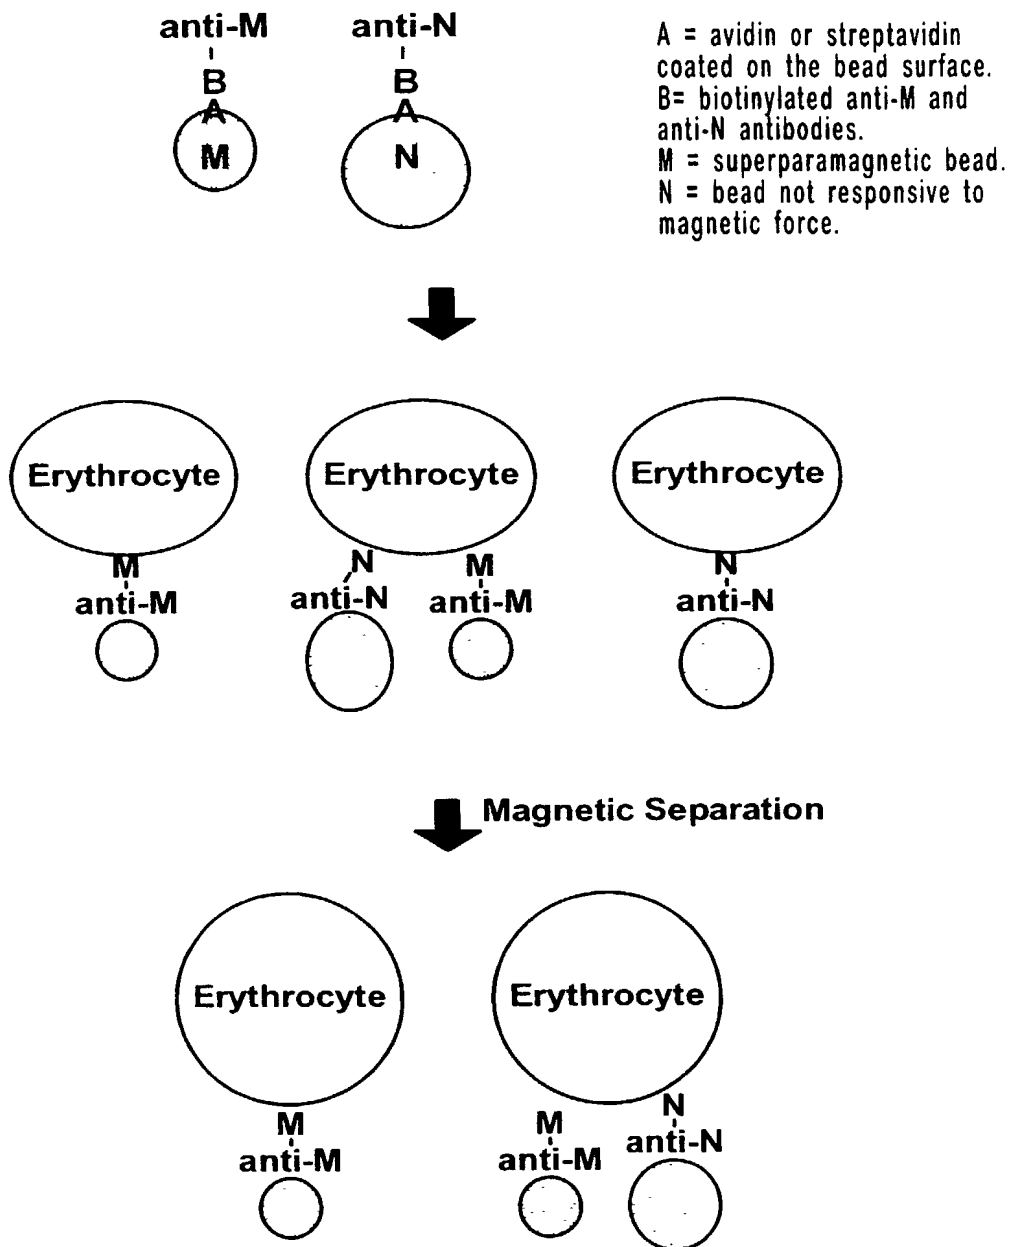 anti-M
anti-N
B
B
A
A
M
N
A = avidin or streptavidin
coated on the bead surface.
B= biotinylated anti-M and
anti-N antibodies.
M = superparamagnetic bead.
N = bead not responsive to
magnetic force.
Erythrocyte
Erythrocyte
Erythrocyte
M
N
M
N
anti-M
anti-N
anti-M
anti-N
Magnetic Separation
Erythrocyte
Erythrocyte
M
M
N
anti-M
anti-M
anti-N